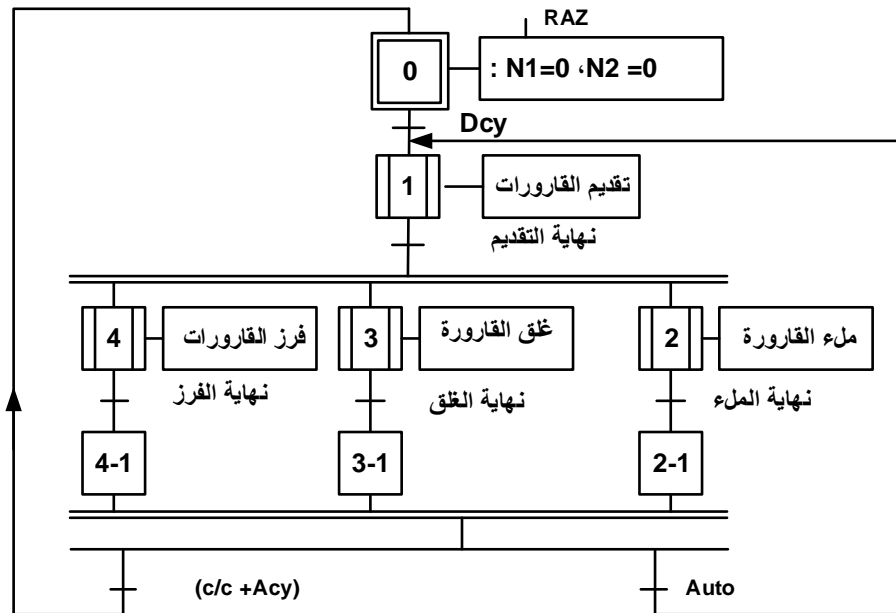 RAZ
0
: N1=0 ،N2 =0
Dcy
1
تقديم القارورات
نهاية التقديم
4
فرز القارورات
3
غلق القارورة
2
ملء القارورة
نهاية الفرز
نهاية الغلق
نهاية الملء
4-1
3-1
2-1
(c/c +Acy)
Auto